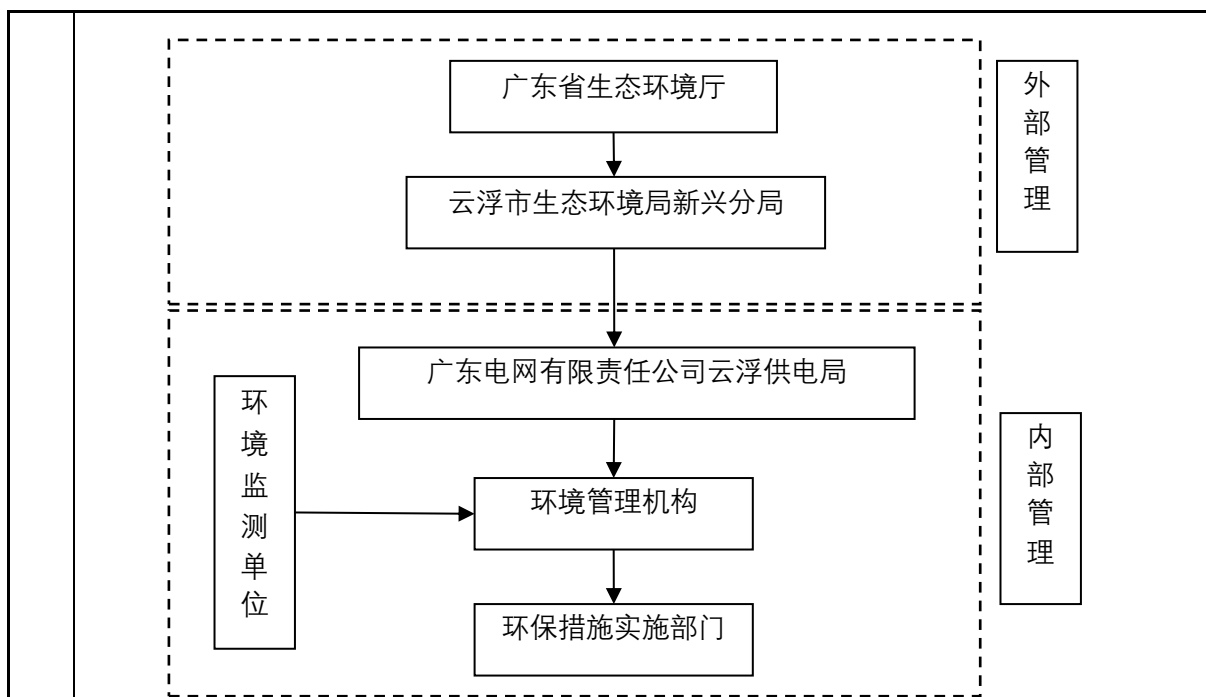 广东省生态环境厅
云浮市生态环境局新兴分局
外部管理
广东电网有限责任公司云浮供电局
环境监测单位
环境管理机构
环保措施实施部门
内部管理